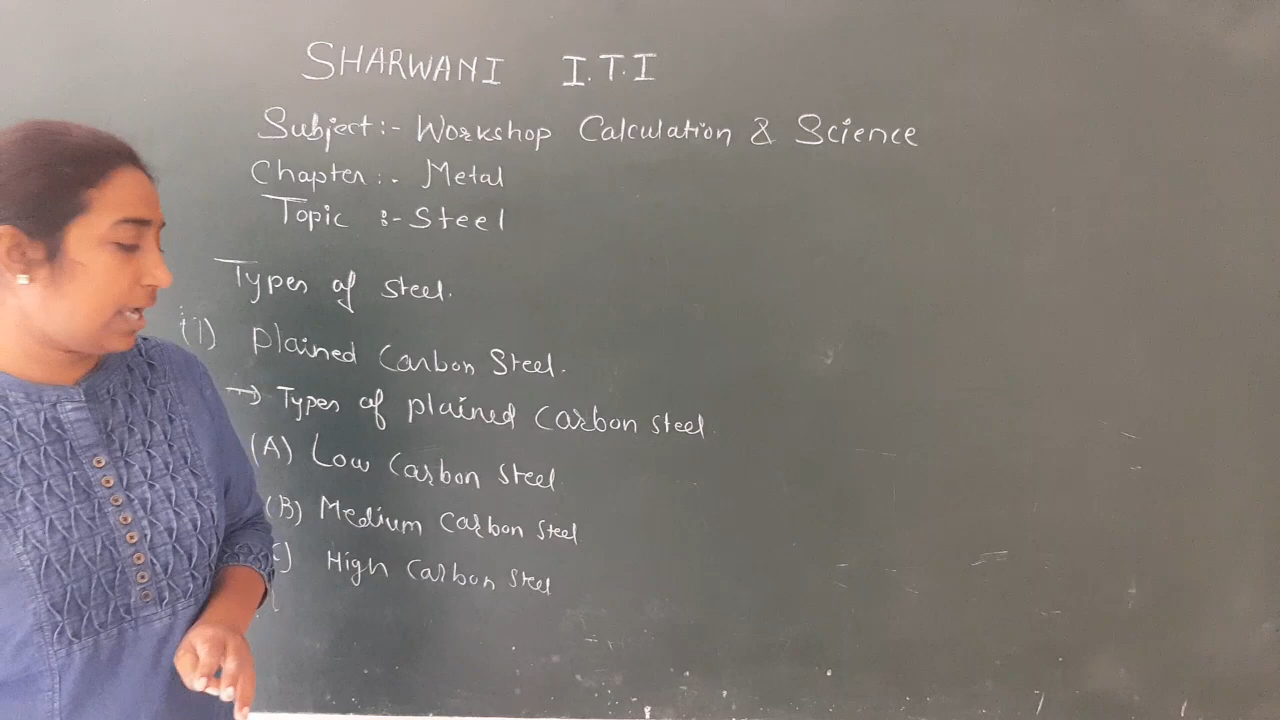 SHARWANI I.T.I
Subject:- Workshop Calculation & Science
Chapter:- Metal
Topic :- Steel
Types of steel.
(1) plained Carbon Steel.
→ Types of plained Carbon steel.
(A) Low Carbon Steel.
(B) Medium Carbon Steel
C) High Carbon Steel